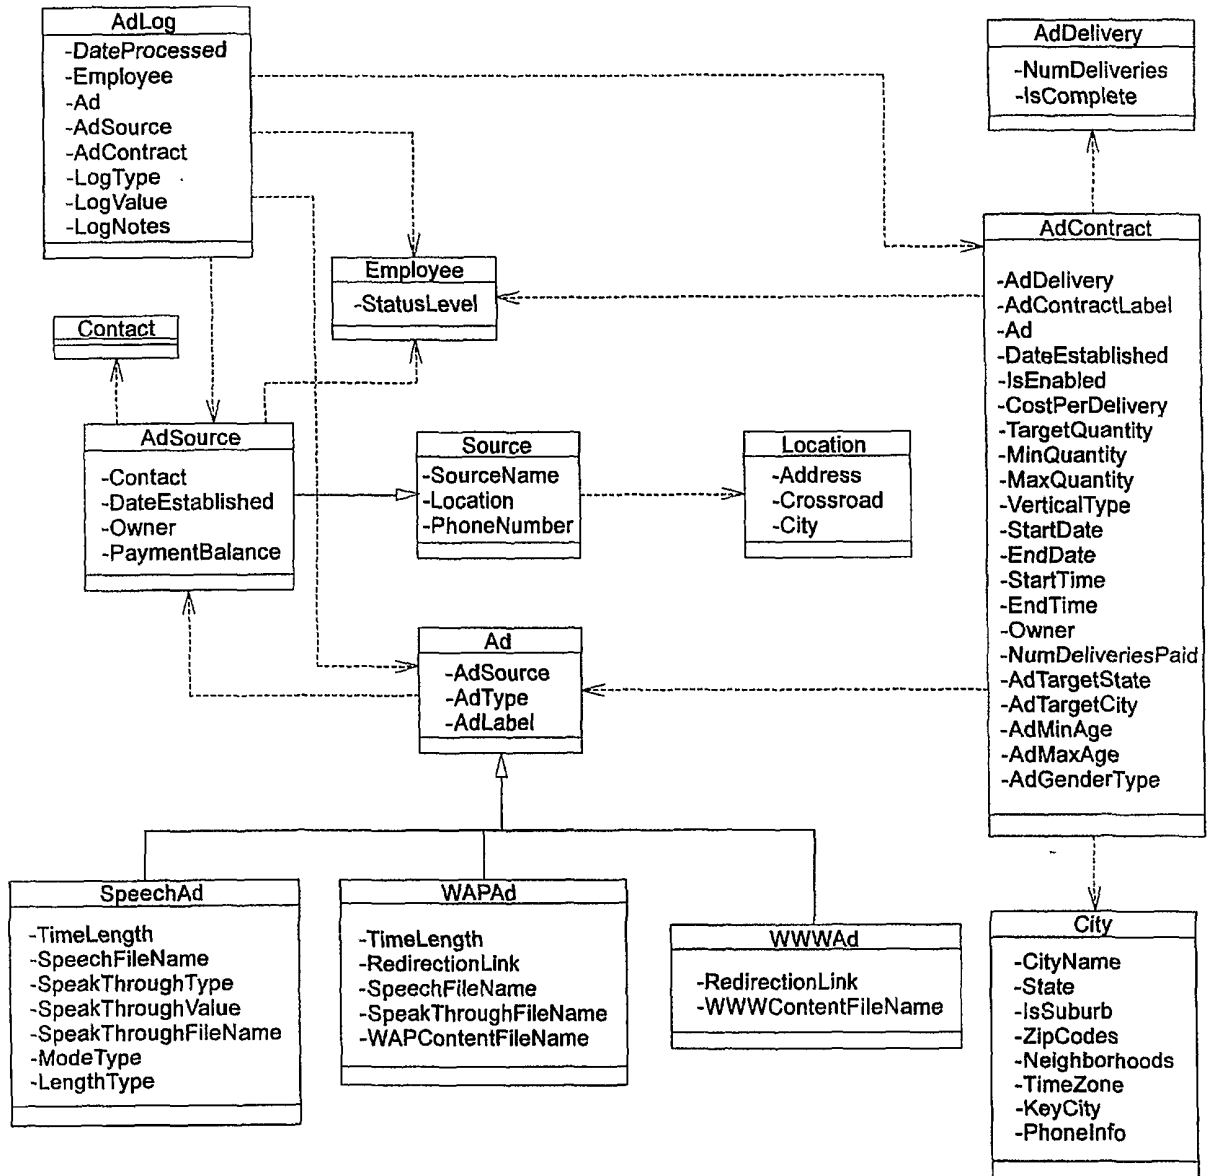 AdLog
-DateProcessed
-Employee
-Ad
-AdSource
-AdContract
-LogType
-LogValue
-LogNotes
AdDelivery
-NumDeliveries
-IsComplete
Employee
-StatusLevel
Contact
AdContract
-AdDelivery
-AdContractLabel
-Ad
-DateEstablished
-IsEnabled
-CostPerDelivery
-TargetQuantity
-MinQuantity
-MaxQuantity
-VerticalType
-StartDate
-EndDate
-StartTime
-EndTime
-Owner
-NumDeliveriesPaid
-AdTargetState
-AdTargetCity
-AdMinAge
-AdMaxAge
-AdGenderType
AdSource
-Contact
-DateEstablished
-Owner
-PaymentBalance
Source
-SourceName
-Location
-PhoneNumber
Location
-Address
-Crossroad
-City
Ad
-AdSource
-AdType
-AdLabel
SpeechAd
-TimeLength
-SpeechFileName
-SpeakThroughType
-SpeakThroughValue
-SpeakThroughFileName
-ModeType
-LengthType
WAPAd
-TimeLength
-RedirectionLink
-SpeechFileName
-SpeakThroughFileName
-WAPContentFileName
WWWAd
-RedirectionLink
-WWWContentFileName
City
-CityName
-State
-IsSuburb
-ZipCodes
-Neighborhoods
-TimeZone
-KeyCity
-PhoneInfo